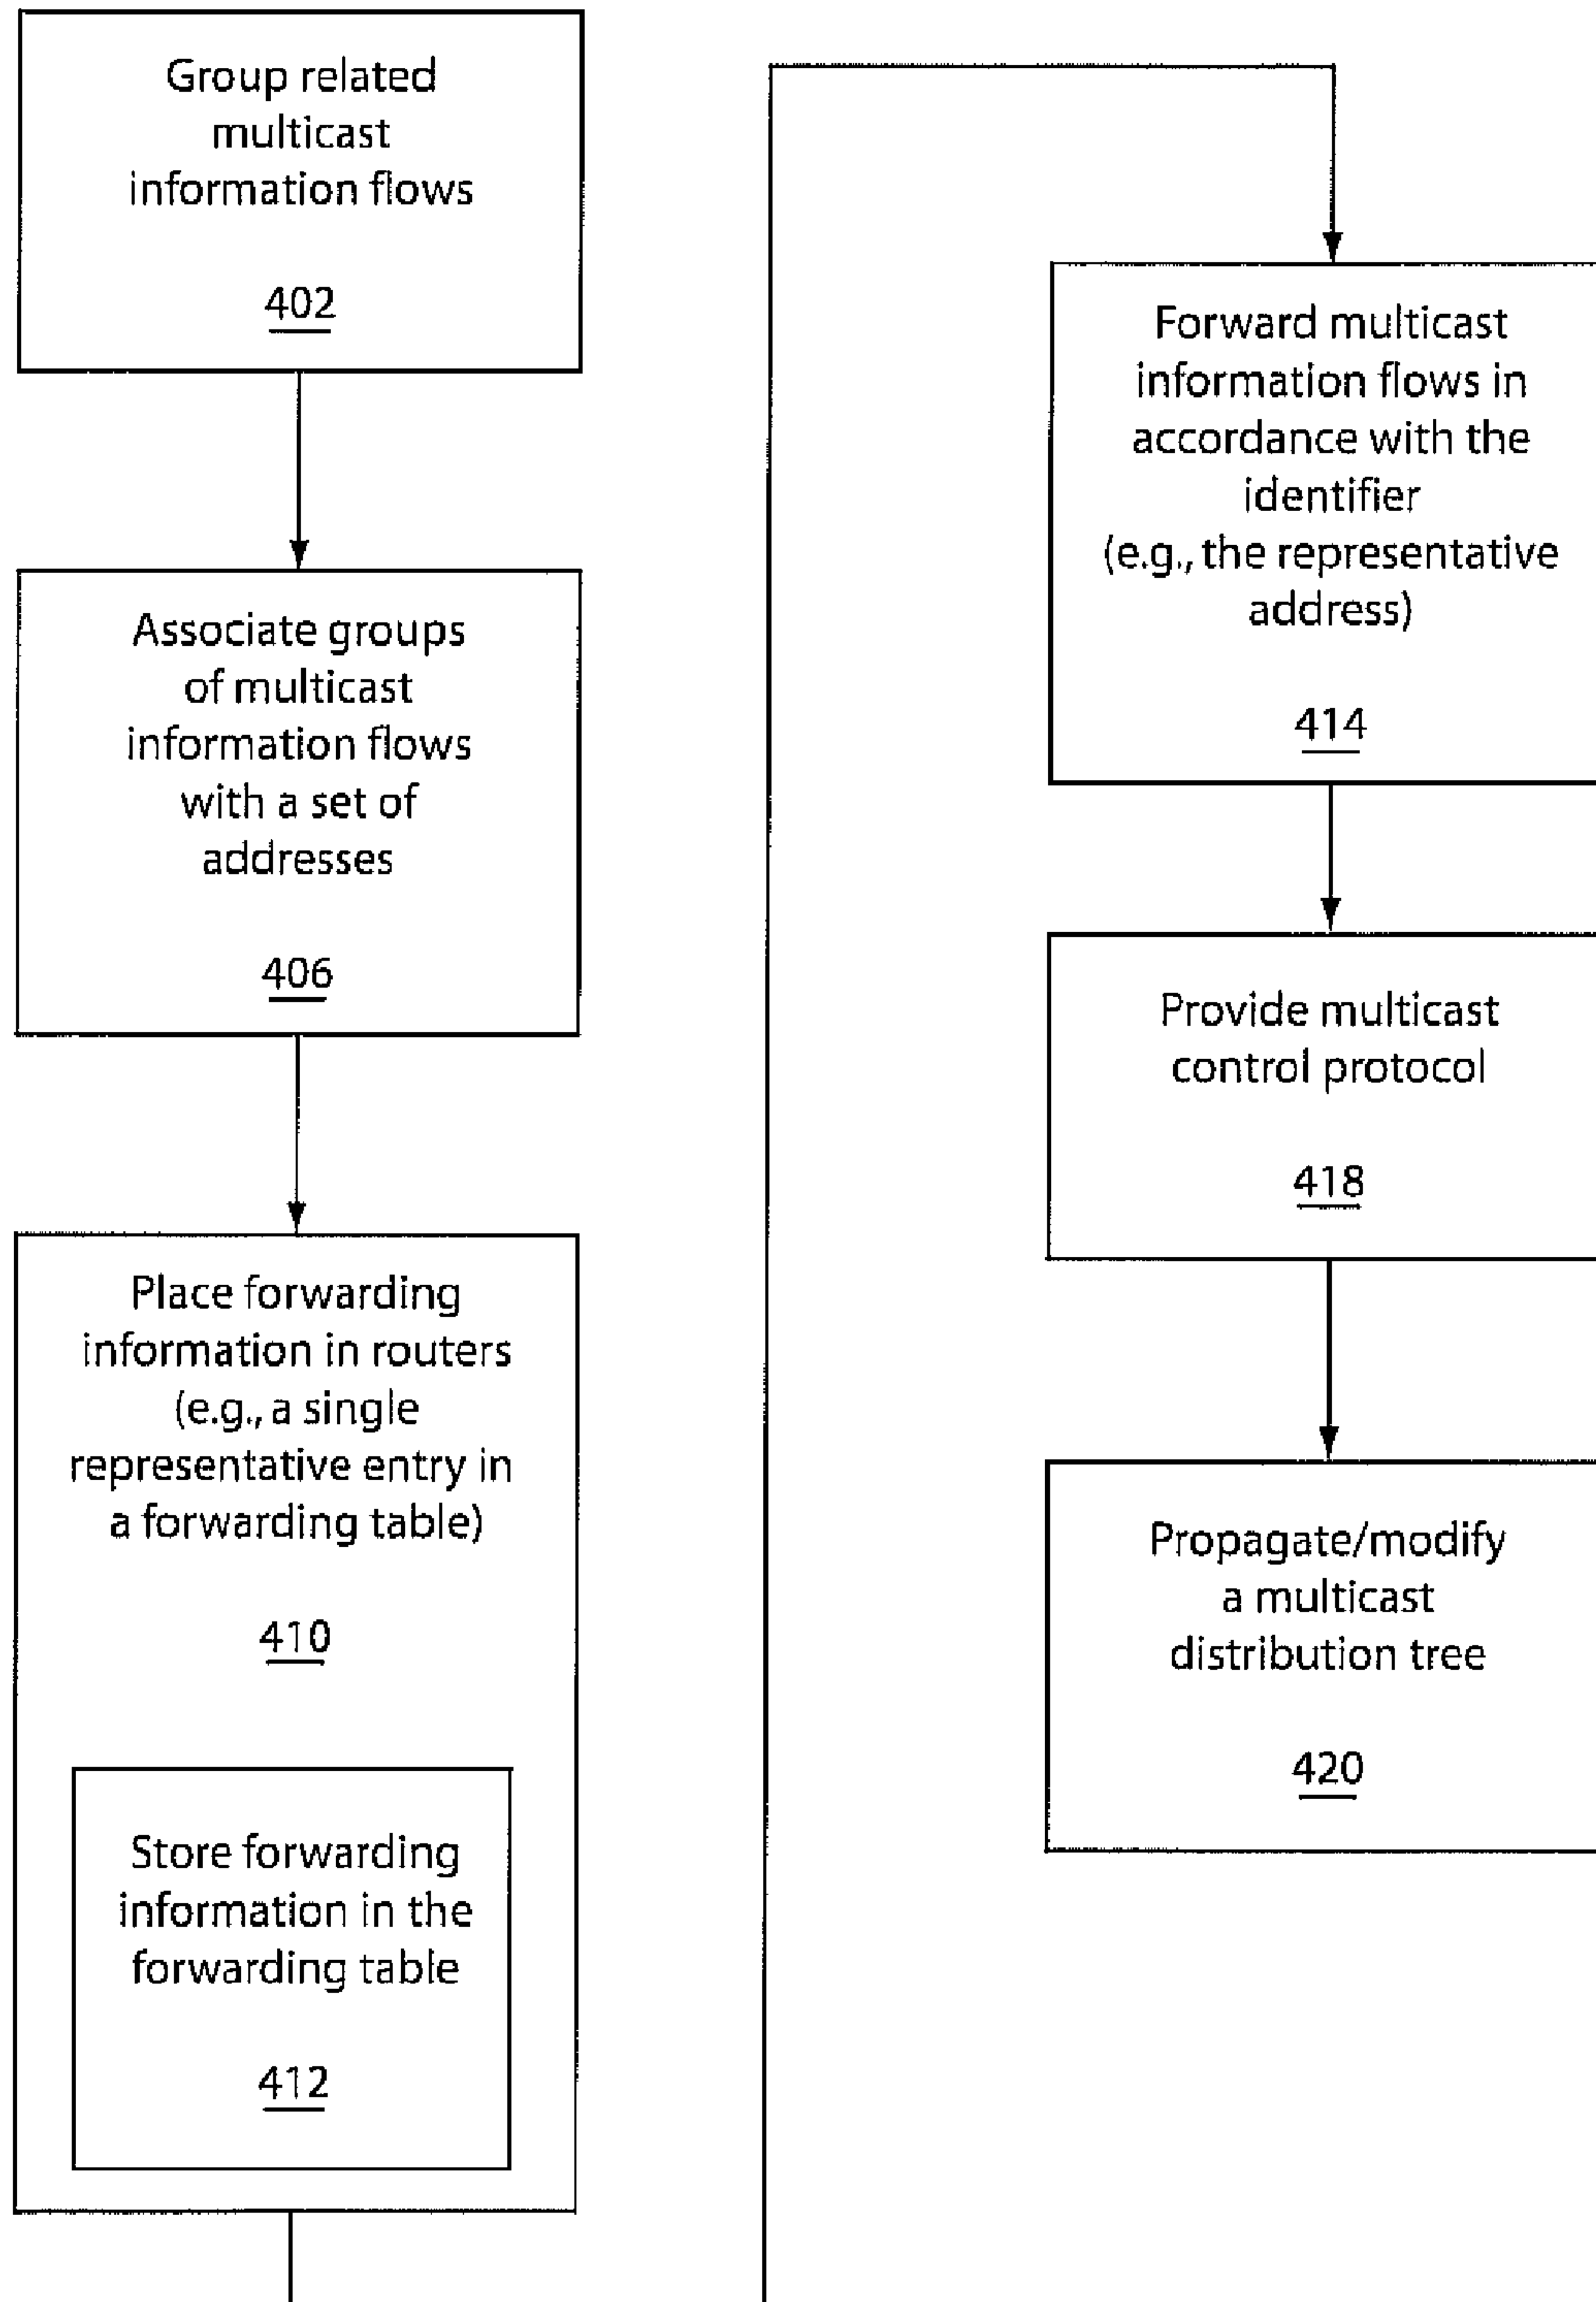 Group related
multicast
information flows
402
Associate groups
of multicast
information flows
with a set of
addresses
406
Place forwarding
information in routers
(e.g., a single
representative entry in
a forwarding table)
410
Store forwarding
information in the
forwarding table
412
Forward multicast
information flows in
accordance with the
identifier
(e.g., the representative
address)
414
Provide multicast
control protocol
418
Propagate/modify
a multicast
distribution tree
420